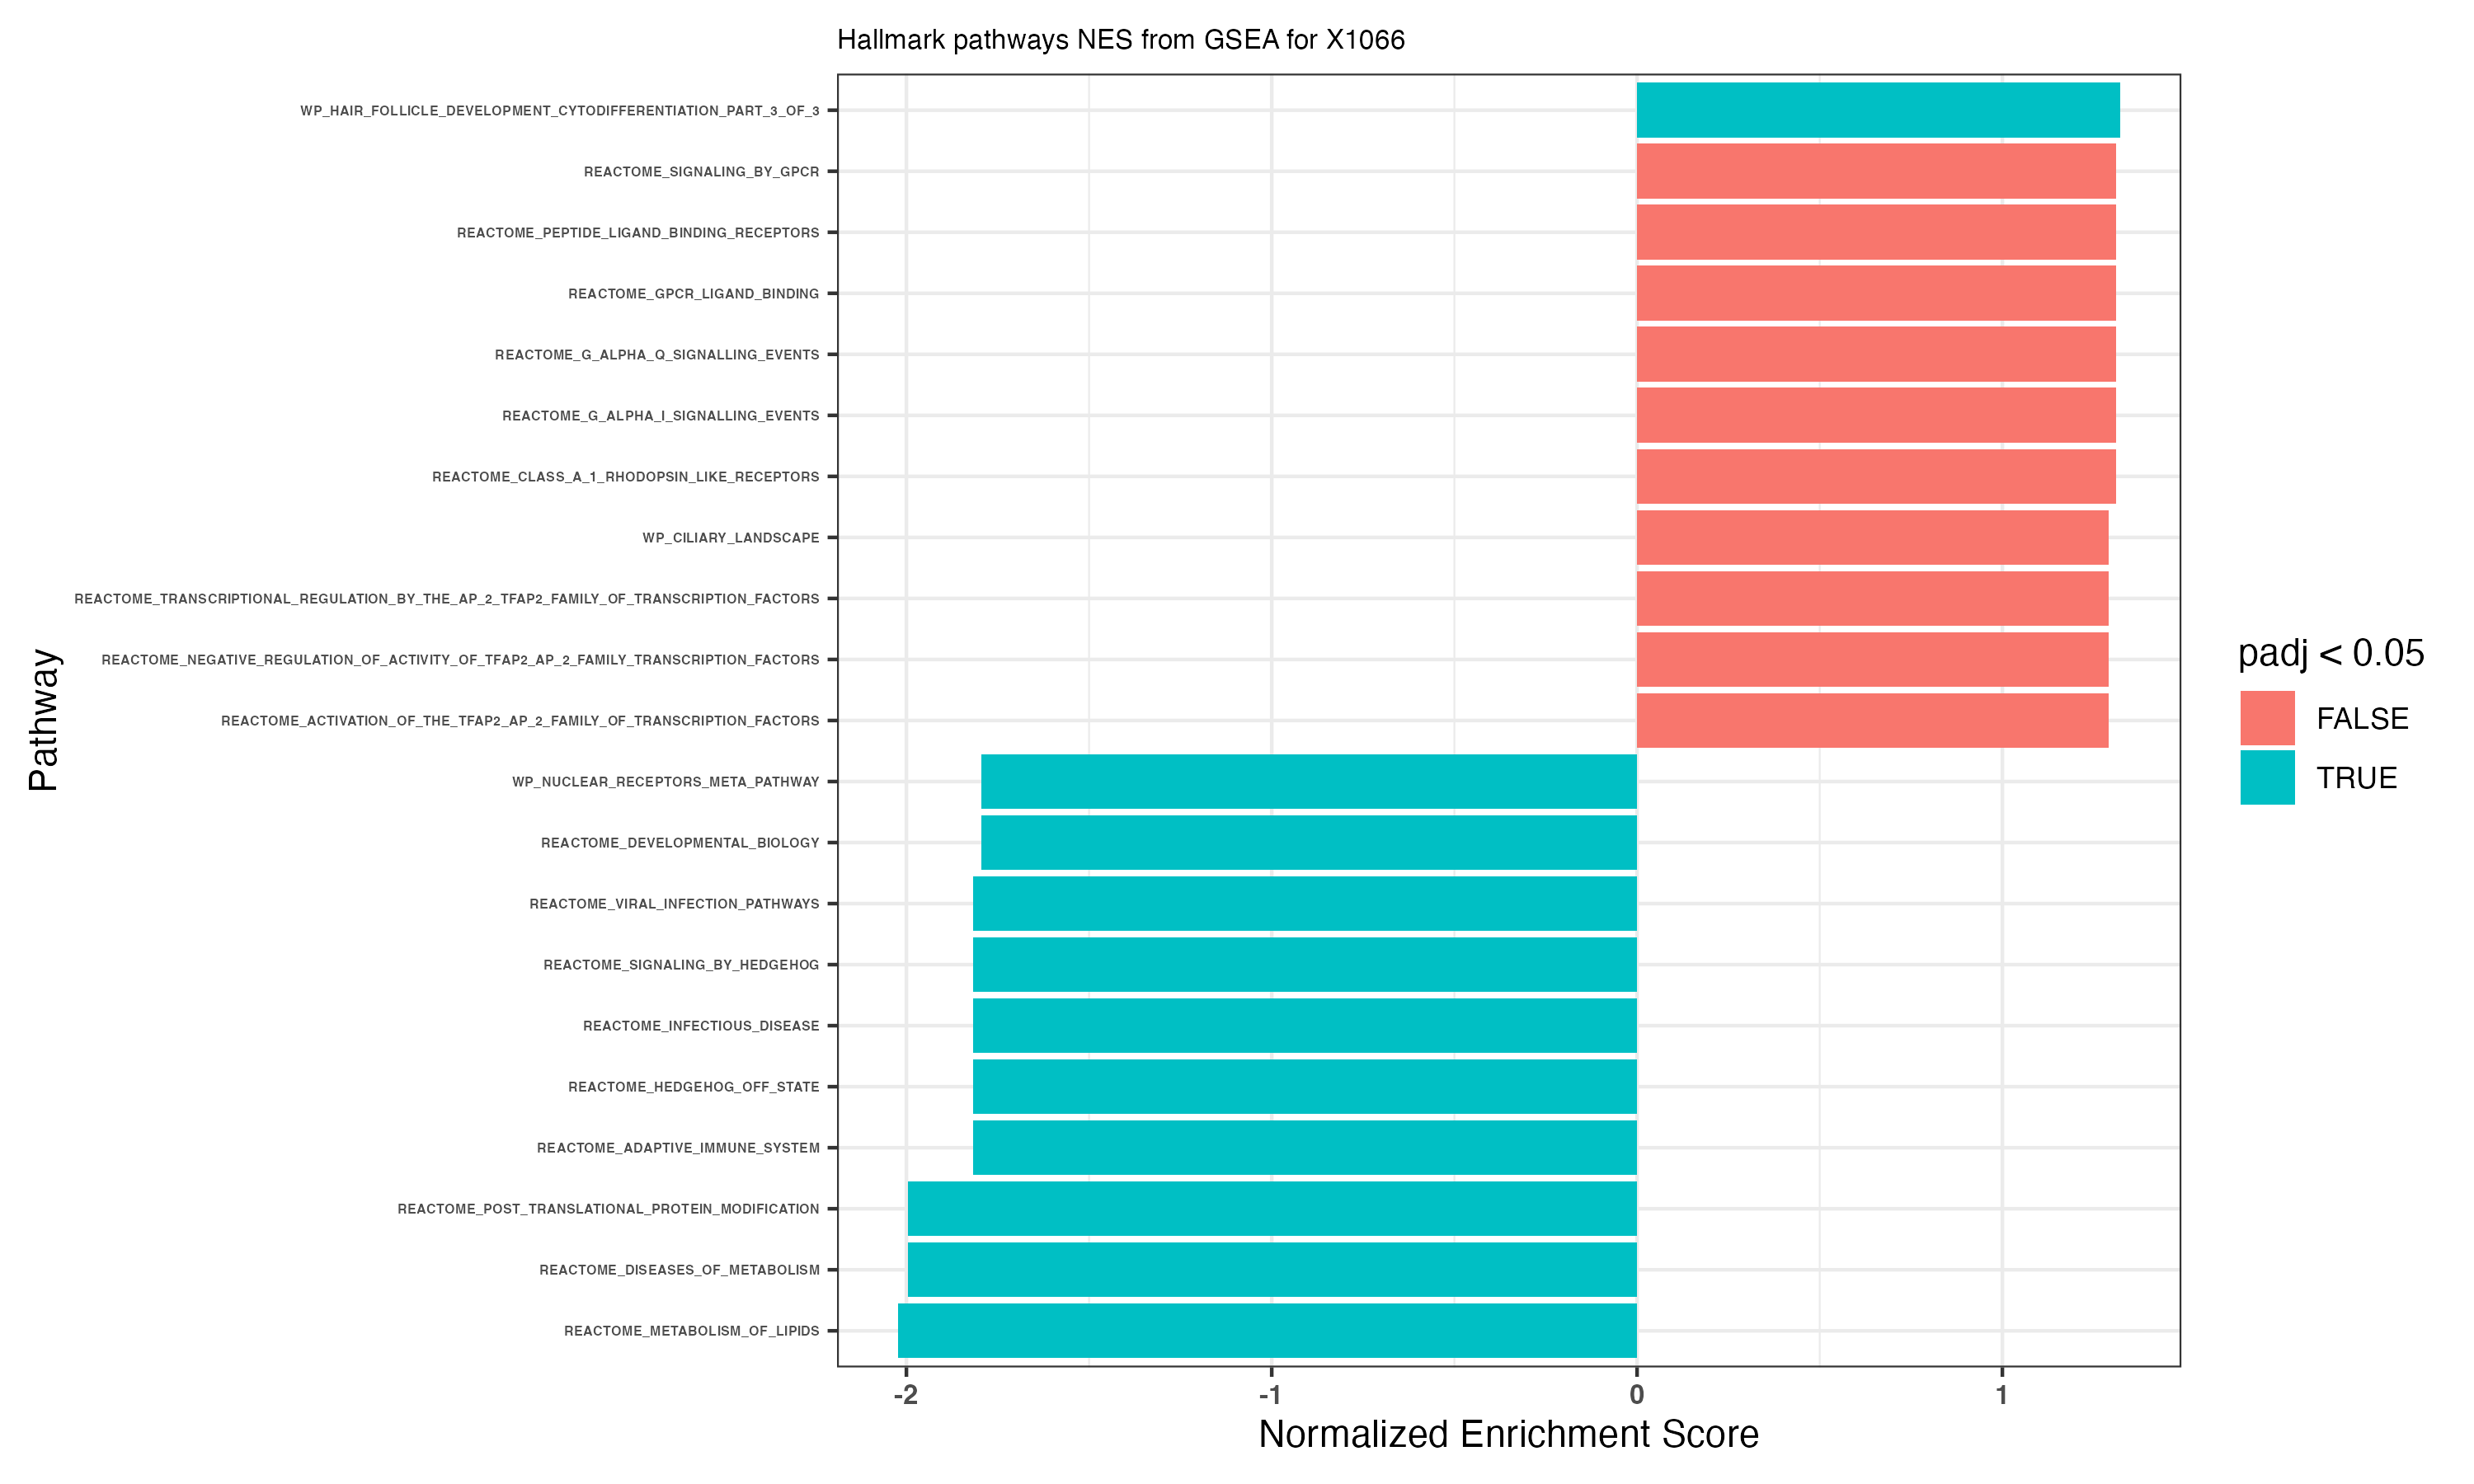 Hallmark pathways NES from GSEA for X1066
WP_HAIR_FOLLICLE_DEVELOPMENT_CYTODIFFERENTIATION_PART_3_OF_3
REACTOME_SIGNALING_BY_GPCR
REACTOME_PEPTIDE_LIGAND_BINDING_RECEPTORS
REACTOME_GPCR_LIGAND_BINDING
REACTOME_G_ALPHA_Q_SIGNALLING_EVENTS
REACTOME_G_ALPHA_I_SIGNALLING_EVENTS
REACTOME_CLASS_A_1_RHODOPSIN_LIKE_RECEPTORS
WP_CILIARY_LANDSCAPE
REACTOME_TRANSCRIPTIONAL_REGULATION_BY_THE_AP_2_TFAP2_FAMILY_OF_TRANSCRIPTION_FACTORS
REACTOME_NEGATIVE_REGULATION_OF_ACTIVITY_OF_TFAP2_AP_2_FAMILY_TRANSCRIPTION_FACTORS
REACTOME_ACTIVATION_OF_THE_TFAP2_AP_2_FAMILY_OF_TRANSCRIPTION_FACTORS
WP_NUCLEAR_RECEPTORS_META_PATHWAY
REACTOME_DEVELOPMENTAL_BIOLOGY
REACTOME_VIRAL_INFECTION_PATHWAYS
REACTOME_SIGNALING_BY_HEDGEHOG
REACTOME_INFECTIOUS_DISEASE
REACTOME_HEDGEHOG_OFF_STATE
REACTOME_ADAPTIVE_IMMUNE_SYSTEM
REACTOME_POST_TRANSLATIONAL_PROTEIN_MODIFICATION
REACTOME_DISEASES_OF_METABOLISM
REACTOME_METABOLISM_OF_LIPIDS
Pathway
-2 -1 0 1
Normalized Enrichment Score
padj < 0.05
FALSE
TRUE